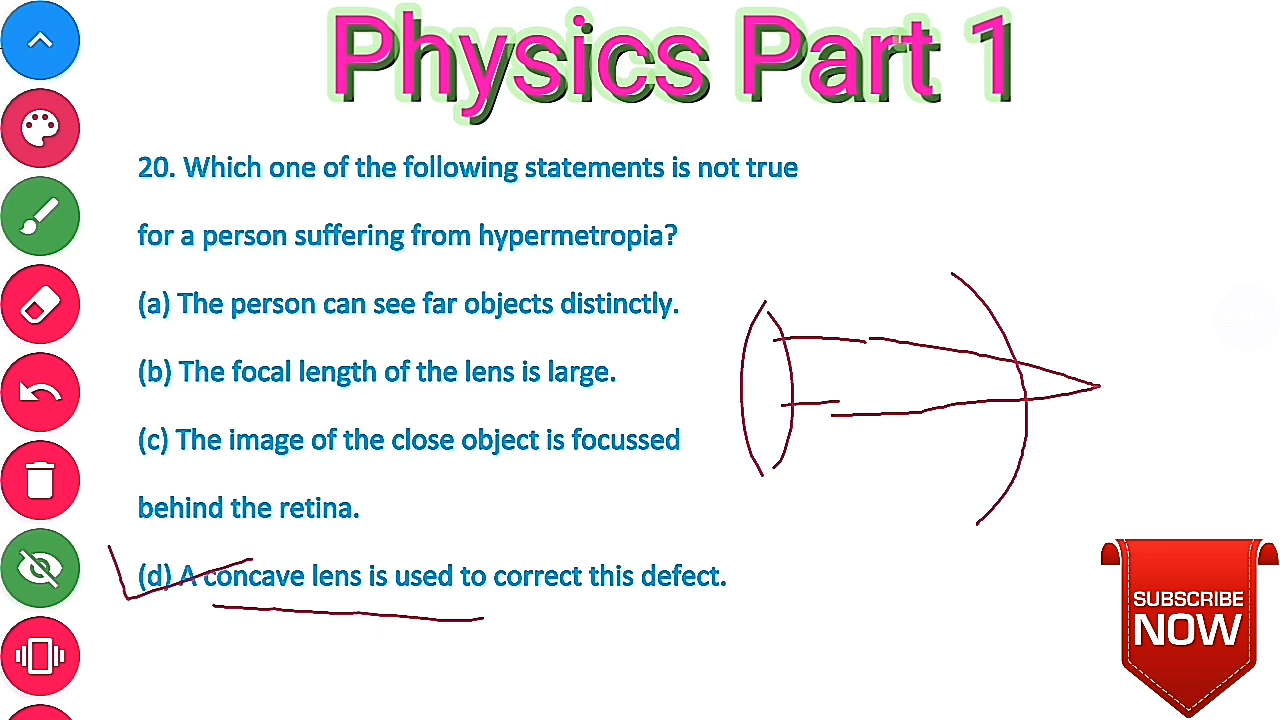 Physics Part 1
20. Which one of the following statements is not true
for a person suffering from hypermetropia?
(a) The person can see far objects distinctly.
(b) The focal length of the lens is large.
(c) The image of the close object is focussed
behind the retina.
(d) A concave lens is used to correct this defect.
SUBSCRIBE
NOW